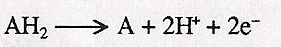 AH₂ ⟶ A + 2H⁺ + 2e⁻